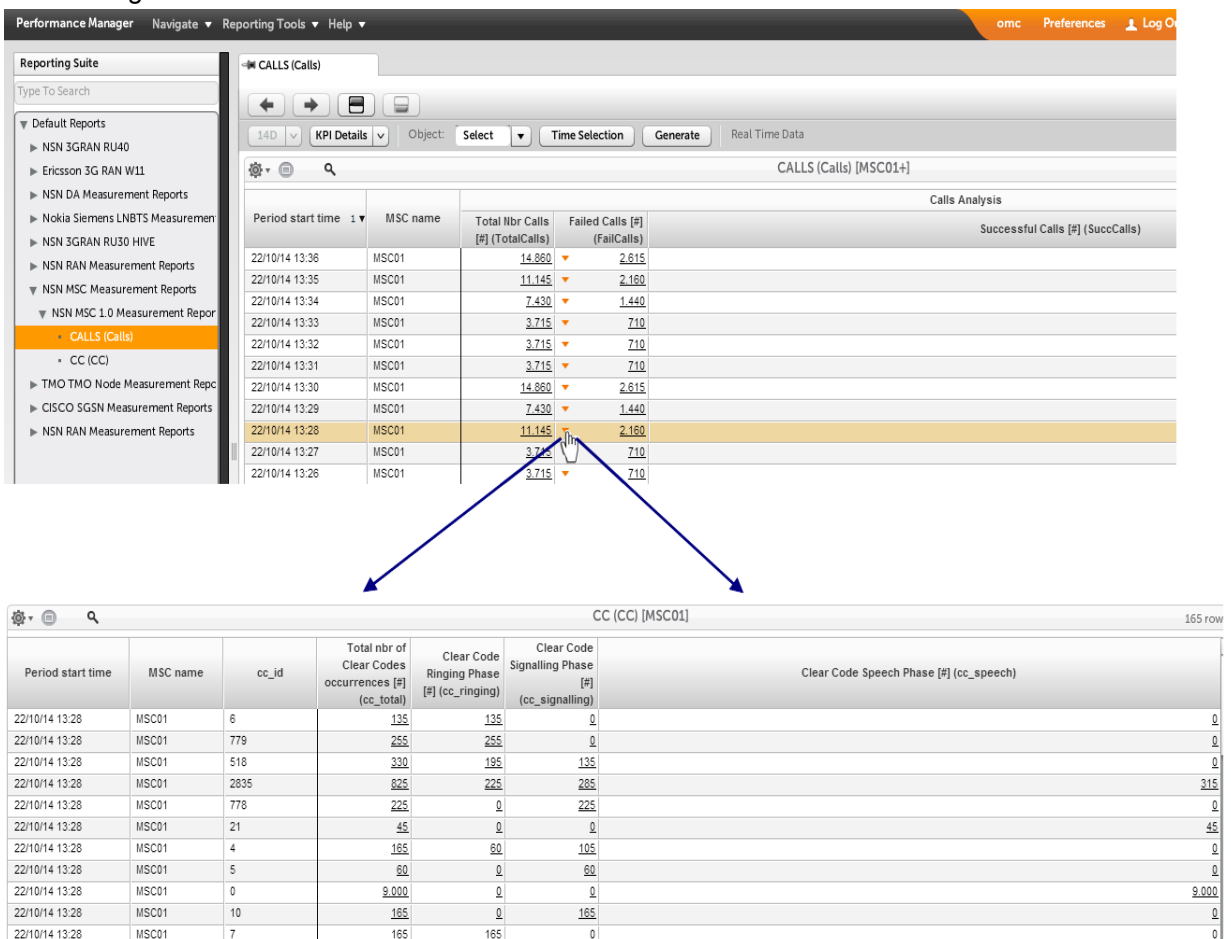 Performance Manager Navigate ▼ Reporting Tools ▼ Help ▼ omc Preferences Log
Reporting Suite
Type To Search
Default Reports
NSN 3GRAN RU40
Ericsson 3G RAN W11
NSN DA Measurement Reports
Nokia Siemens LNBTS Measuremen
NSN 3GRAN RU30 HIVE
NSN RAN Measurement Reports
NSN MSC Measurement Reports
NSN MSC 1.0 Measurement Repor
CALLS (Calls)
CC (CC)
TMO TMO Node Measurement Repc
CISCO SGSN Measurement Reports
NSN RAN Measurement Reports
CALLS (Calls)
14D KPI Details Object: Select Time Selection Generate Real Time Data
CALLS (Calls) [MSC01+]
Calls Analysis
Period start time 1▼ MSC name Total Nbr Calls [#] (TotalCalls) Failed Calls [#] (FailCalls) Successful Calls [#] (SuccCalls)
22/10/14 13:36 MSC01 14.860 2.615
22/10/14 13:35 MSC01 11.145 2.160
22/10/14 13:34 MSC01 7.430 1.440
22/10/14 13:33 MSC01 3.715 710
22/10/14 13:32 MSC01 3.715 710
22/10/14 13:31 MSC01 3.715 710
22/10/14 13:30 MSC01 14.860 2.615
22/10/14 13:29 MSC01 7.430 1.440
22/10/14 13:28 MSC01 11.145 2.160
22/10/14 13:27 MSC01 3.715 710
22/10/14 13:26 MSC01 3.715 710
CC (CC) [MSC01] 165 row
Period start time MSC name cc_id Total nbr of Clear Codes occurrences [#] (cc_total) Clear Code Ringing Phase [#] (cc_ringing) Clear Code Signalling Phase [#] (cc_signalling) Clear Code Speech Phase [#] (cc_speech)
22/10/14 13:28 MSC01 6 135 135 0 0
22/10/14 13:28 MSC01 779 255 255 0 0
22/10/14 13:28 MSC01 518 330 195 135 0
22/10/14 13:28 MSC01 2835 825 225 285 315
22/10/14 13:28 MSC01 778 225 0 225 0
22/10/14 13:28 MSC01 21 45 0 0 45
22/10/14 13:28 MSC01 4 165 60 105 0
22/10/14 13:28 MSC01 5 60 0 60 0
22/10/14 13:28 MSC01 0 9.000 0 0 9.000
22/10/14 13:28 MSC01 10 165 0 165 0
22/10/14 13:28 MSC01 7 165 165 0 0